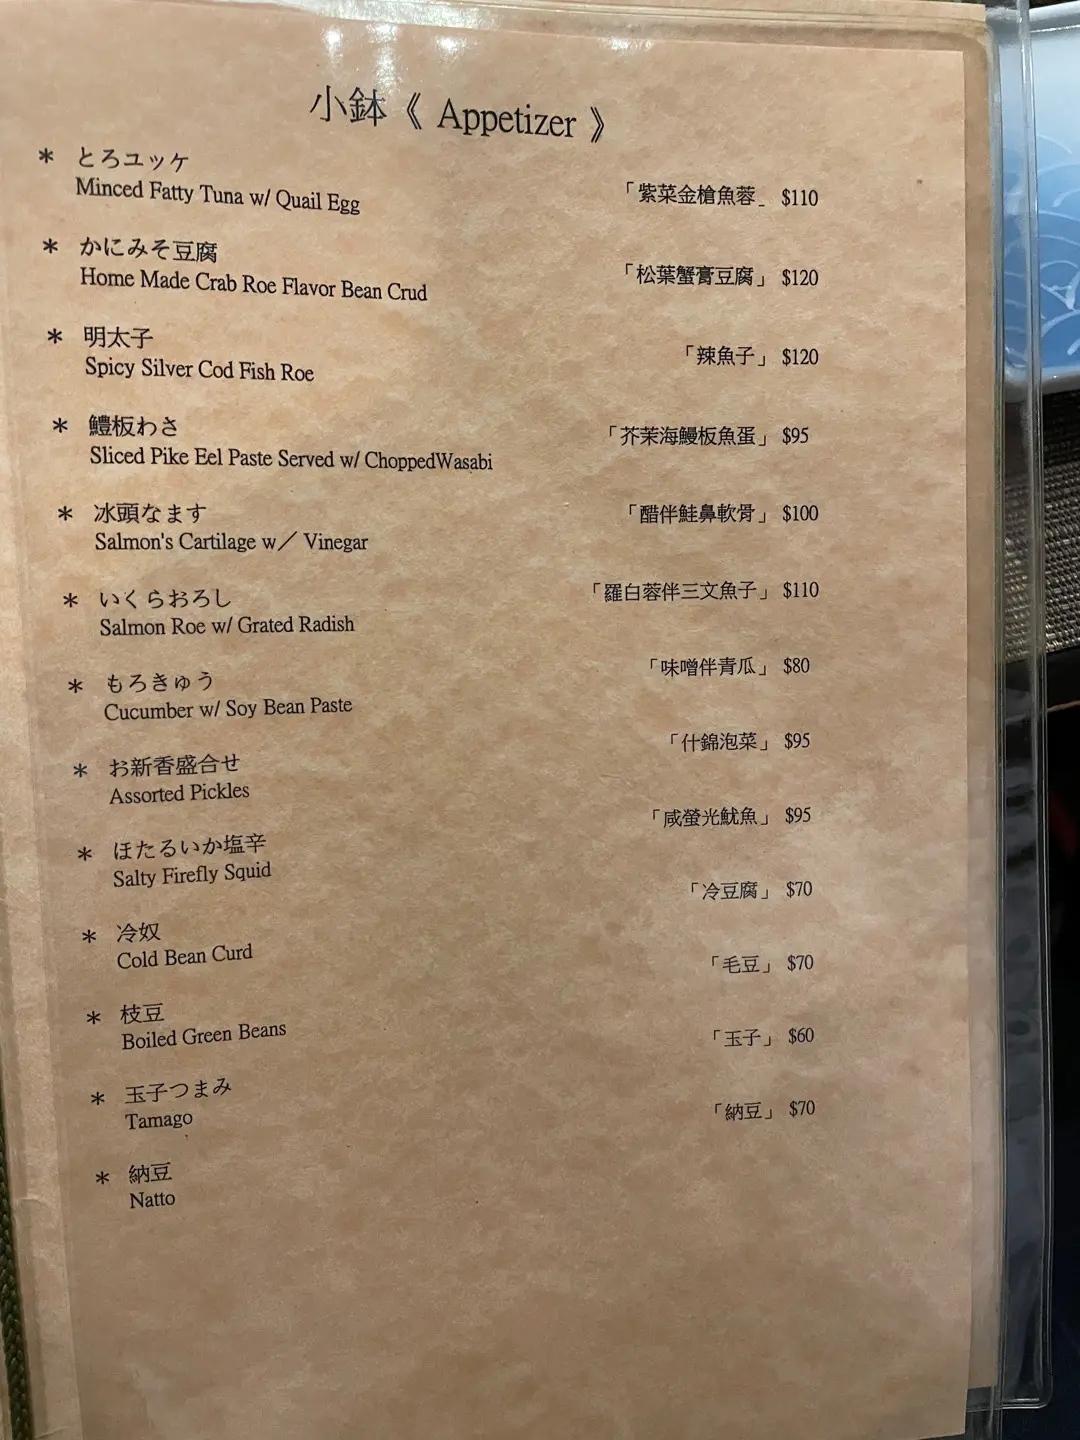 小鉢《 Appetizer 》
* とろユッケ
Minced Fatty Tuna w/ Quail Egg
「紫菜金槍魚蓉」 $110
* かにみそ豆腐
Home Made Crab Roe Flavor Bean Crud
「松葉蟹膏豆腐」 $120
* 明太子
Spicy Silver Cod Fish Roe
「辣魚子」 $120
* 鱧板わさ
Sliced Pike Eel Paste Served w/ ChoppedWasabi
「芥茉海鰻板魚蛋」 $95
* 冰頭なます
Salmon's Cartilage w／ Vinegar
「醋伴鮭鼻軟骨」 $100
* いくらおろし
Salmon Roe w/ Grated Radish
「羅白蓉伴三文魚子」 $110
* もろきゅう
Cucumber w/ Soy Bean Paste
「味噌伴青瓜」 $80
* お新香盛合せ
Assorted Pickles
「什錦泡菜」 $95
* ほたるいか塩辛
Salty Firefly Squid
「咸螢光魷魚」 $95
* 冷奴
Cold Bean Curd
「冷豆腐」 $70
* 枝豆
Boiled Green Beans
「毛豆」 $70
* 玉子つまみ
Tamago
「玉子」 $60
* 納豆
Natto
「納豆」 $70